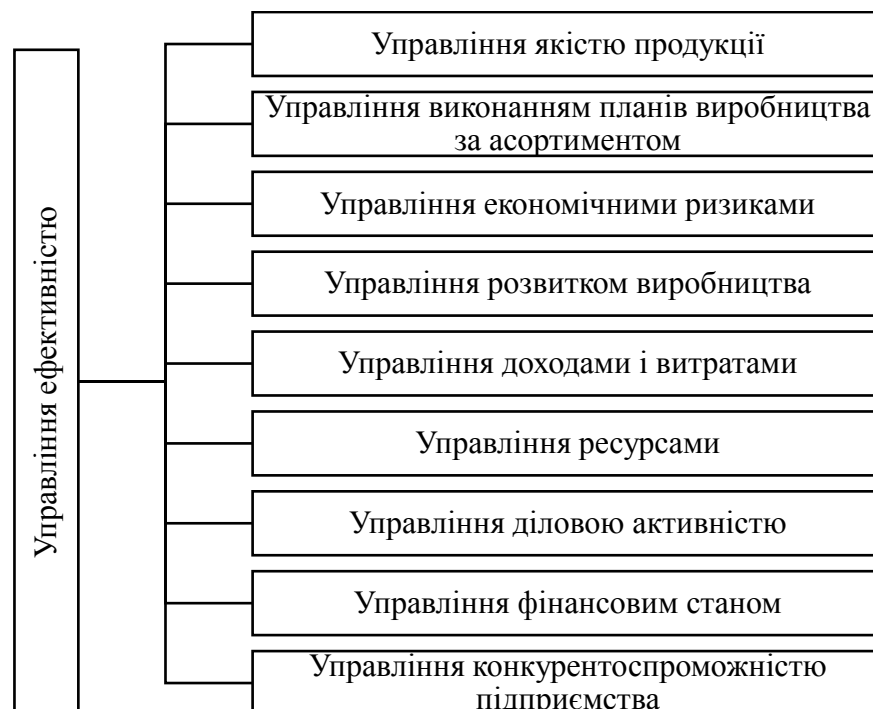 Управління ефективністю
Управління якістю продукції
Управління виконанням планів виробництва
за асортиментом
Управління економічними ризиками
Управління розвитком виробництва
Управління доходами і витратами
Управління ресурсами
Управління діловою активністю
Управління фінансовим станом
Управління конкурентоспроможністю
підприємства